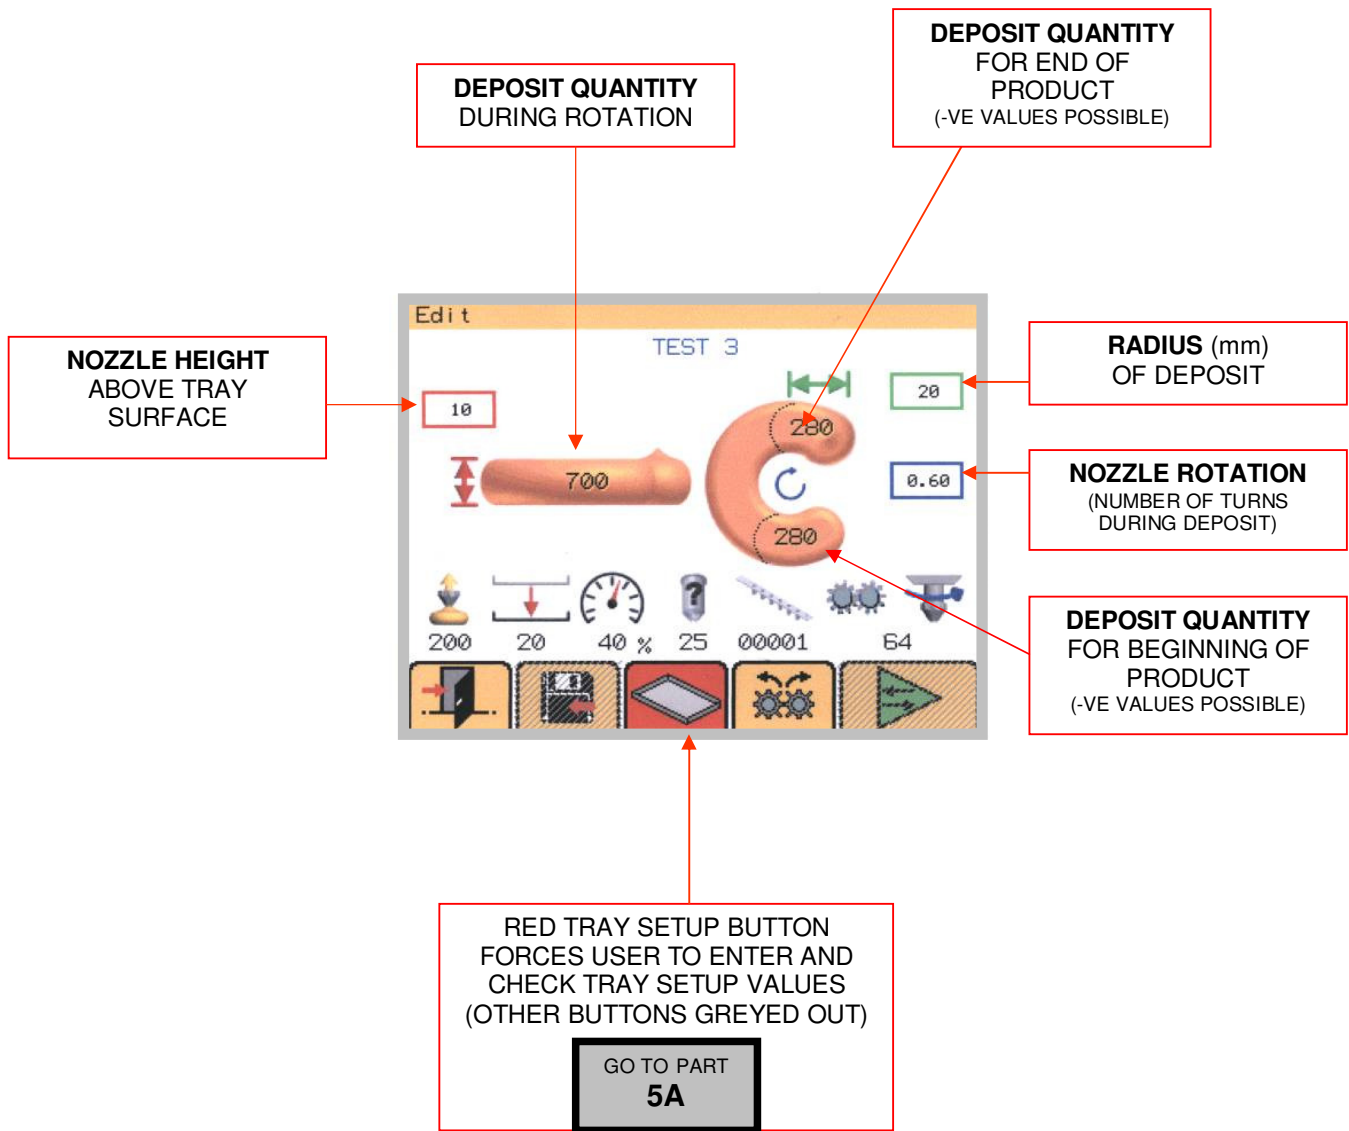 DEPOSIT QUANTITY
FOR END OF
PRODUCT
(-VE VALUES POSSIBLE)
DEPOSIT QUANTITY
DURING ROTATION
NOZZLE HEIGHT
ABOVE TRAY
SURFACE
Edit
TEST 3
10
20
280
700
0.60
280
?
200 20 40 % 25 00001 64
RADIUS (mm)
OF DEPOSIT
NOZZLE ROTATION
(NUMBER OF TURNS
DURING DEPOSIT)
DEPOSIT QUANTITY
FOR BEGINNING OF
PRODUCT
(-VE VALUES POSSIBLE)
RED TRAY SETUP BUTTON
FORCES USER TO ENTER AND
CHECK TRAY SETUP VALUES
(OTHER BUTTONS GREYED OUT)
GO TO PART
5A